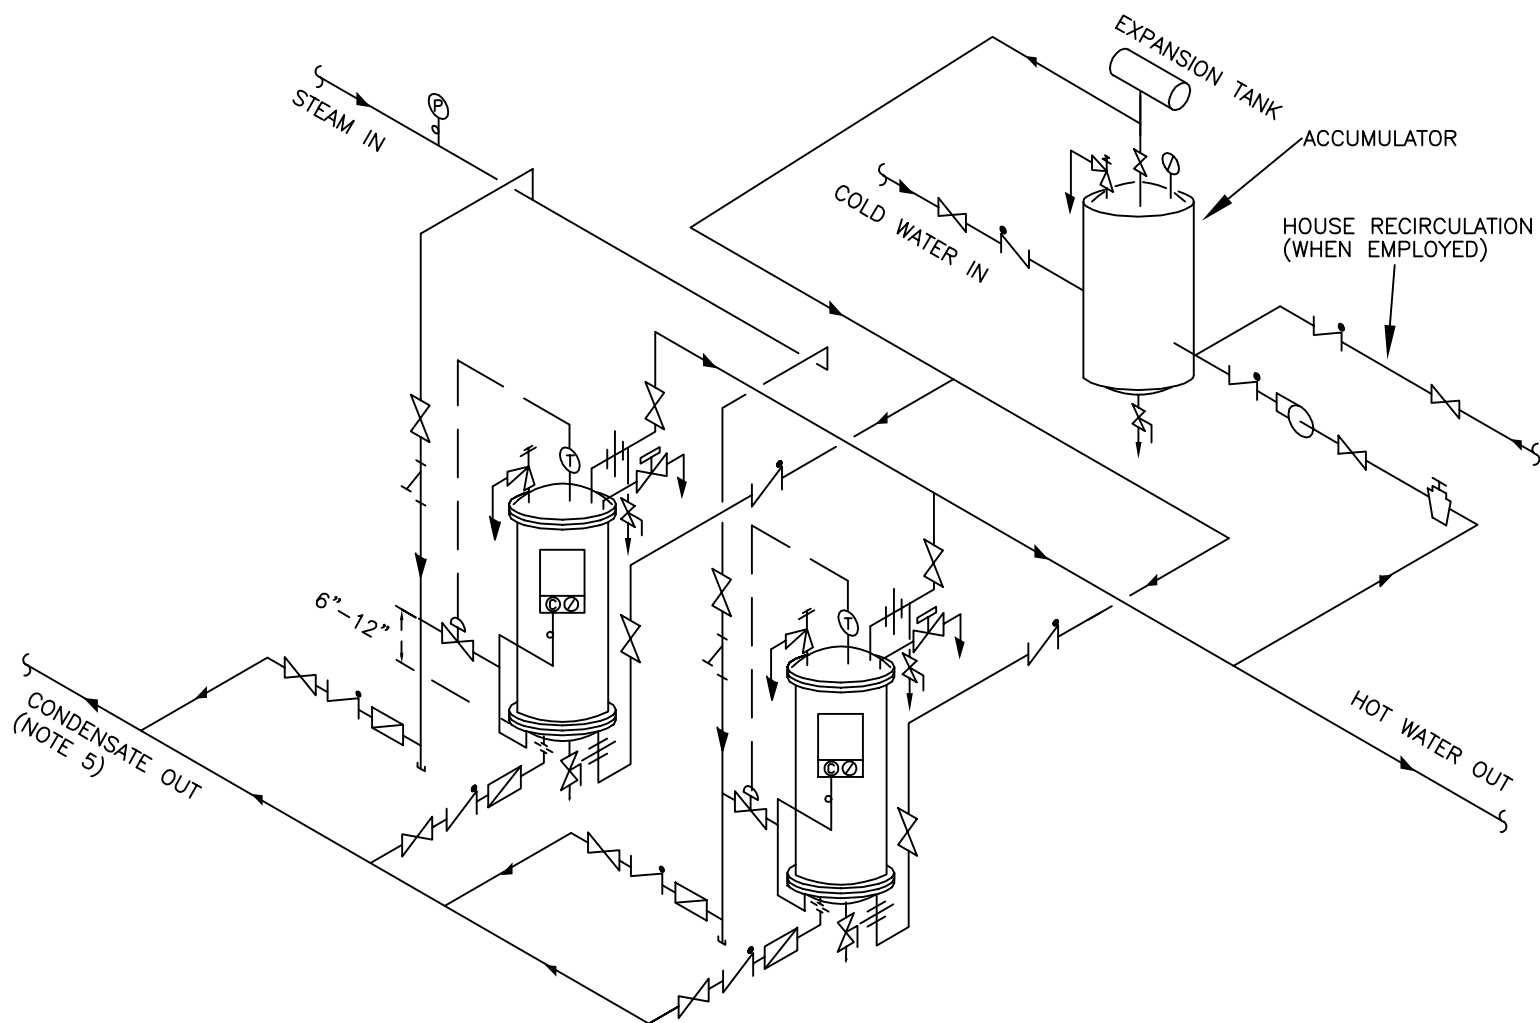 EXPANSION TANK
STEAM IN
P
ACCUMULATOR
COLD WATER IN
HOUSE RECIRCULATION
(WHEN EMPLOYED)
T
C
6"-12"
T
C
CONDENSATE OUT
(NOTE 5)
HOT WATER OUT